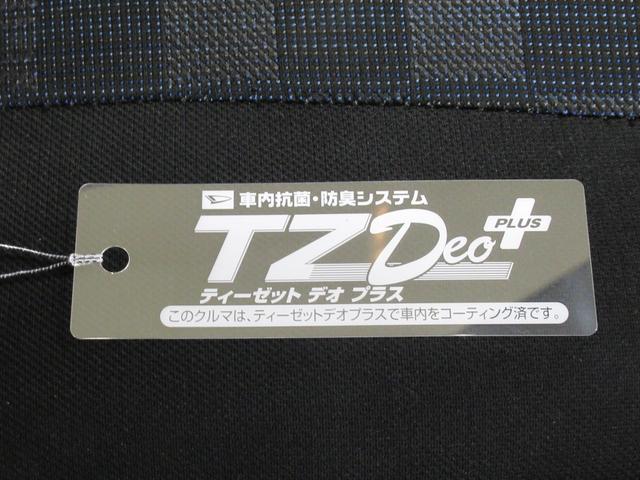 車内抗菌・防臭システム
TZ Deo PLUS
ティーゼット デオ プラス
このクルマは、ティーゼットデオプラスで車内をコーティング済です。